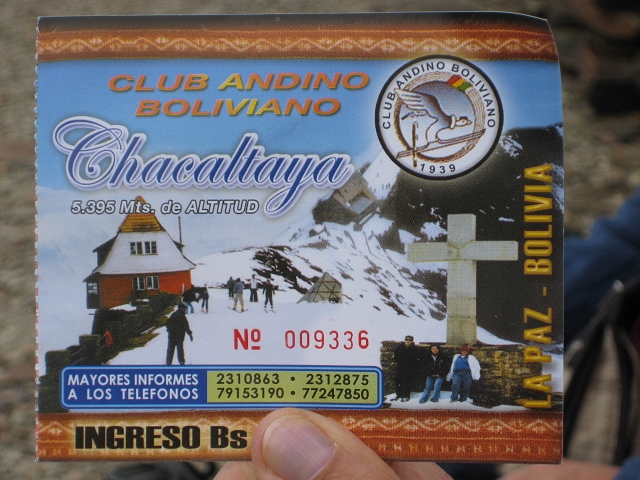 CLUB ANDINO
BOLIVIANO
CLUB ANDINO BOLIVIANO
1939
Chacaltaya
5.395 Mts. de ALTITUD
LA PAZ - BOLIVIA
Nº 009336
MAYORES INFORMES
A LOS TELEFONOS
2310863 • 2312875
79153190 • 77247850
INGRESO Bs